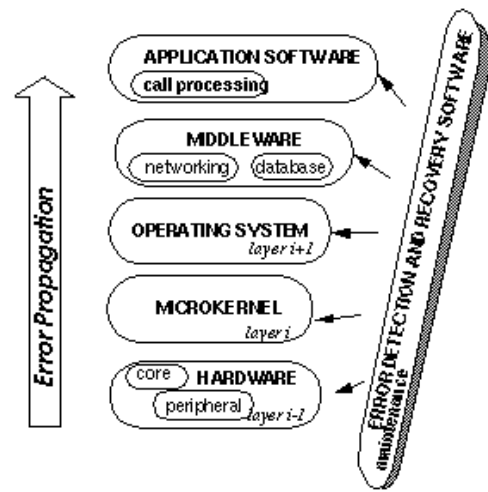 APPLICATION SOFTWARE
call processing
MIDDLEWARE
networking database
OPERATING SYSTEM
layer i+1
MICROKERNEL
layer i
core HARDWARE
peripheral layer i-1
Error Propagation
ERROR DETECTION AND RECOVERY SOFTWARE
maintenance